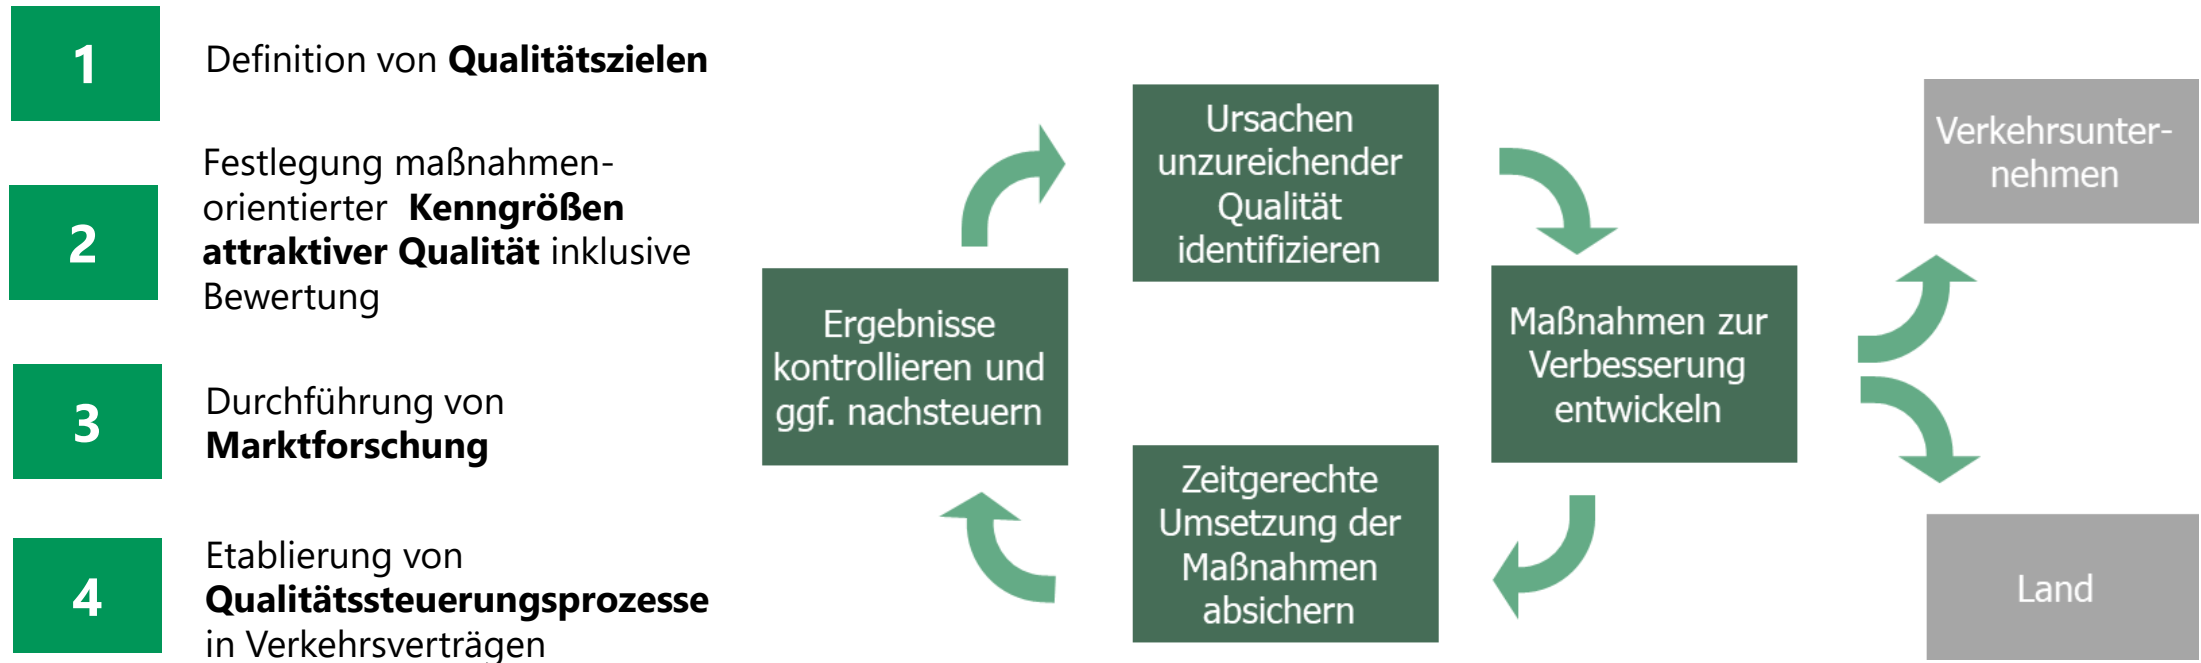 1
Definition von Qualitätszielen
2
Festlegung maßnahmen-
orientierter Kenngrößen
attraktiver Qualität inklusive
Bewertung
3
Durchführung von
Marktforschung
4
Etablierung von
Qualitätssteuerungsprozesse
in Verkehrsverträgen
Ursachen
unzureichender
Qualität
identifizieren
Maßnahmen zur
Verbesserung
entwickeln
Zeitgerechte
Umsetzung der
Maßnahmen
absichern
Ergebnisse
kontrollieren und
ggf. nachsteuern
Verkehrsunter-
nehmen
Land